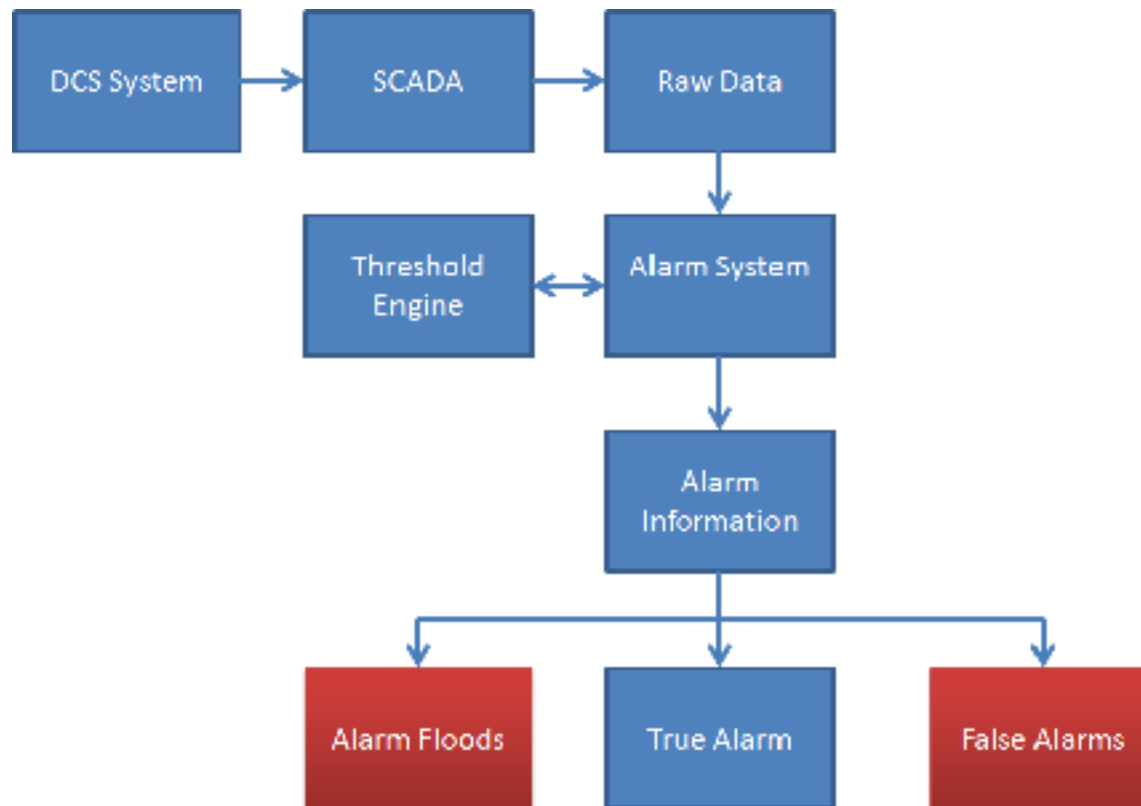 DCS System
SCADA
Raw Data
Threshold
Engine
Alarm System
Alarm
Information
Alarm Floods
True Alarm
False Alarms